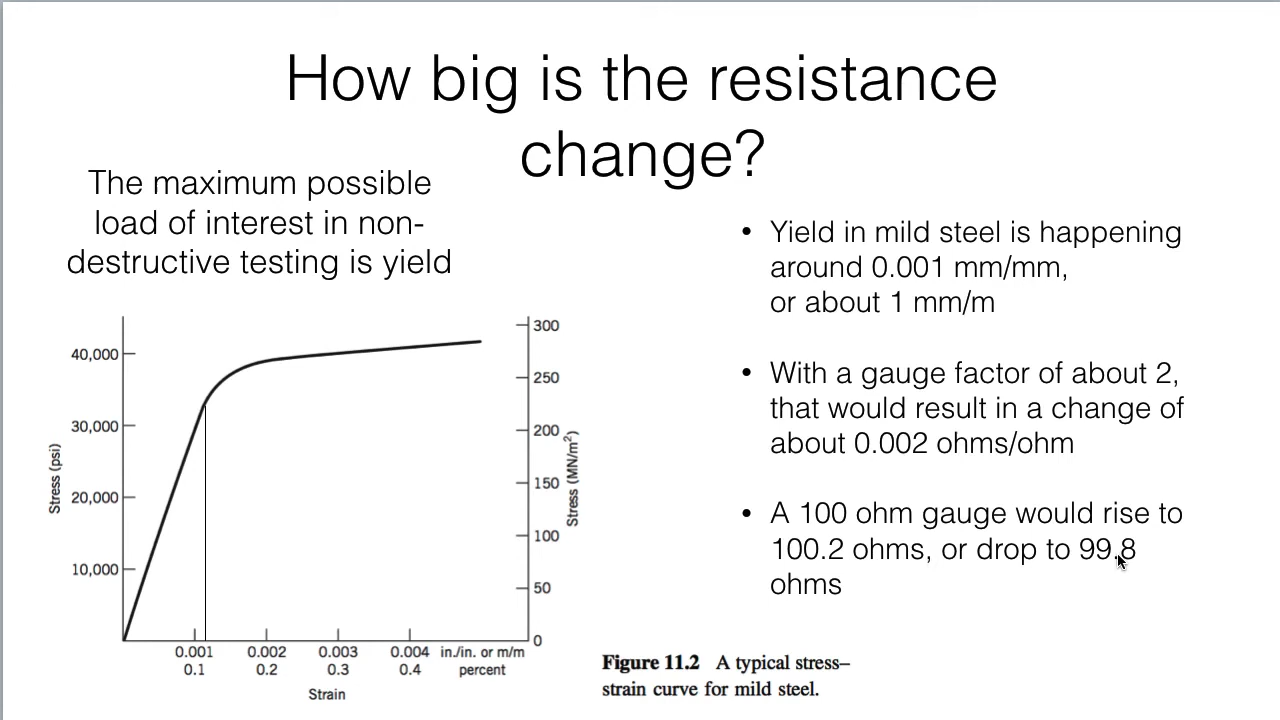 How big is the resistance
change?
The maximum possible
load of interest in non-
destructive testing is yield
• Yield in mild steel is happening
around 0.001 mm/mm,
or about 1 mm/m
• With a gauge factor of about 2,
that would result in a change of
about 0.002 ohms/ohm
• A 100 ohm gauge would rise to
100.2 ohms, or drop to 99.8
ohms
40,000
30,000
20,000
10,000
Stress (psi)
300
250
200
150
100
50
0
Stress (MN/m²)
0.001 0.002 0.003 0.004 in./in. or m/m
0.1 0.2 0.3 0.4 percent
Strain
Figure 11.2 A typical stress–
strain curve for mild steel.